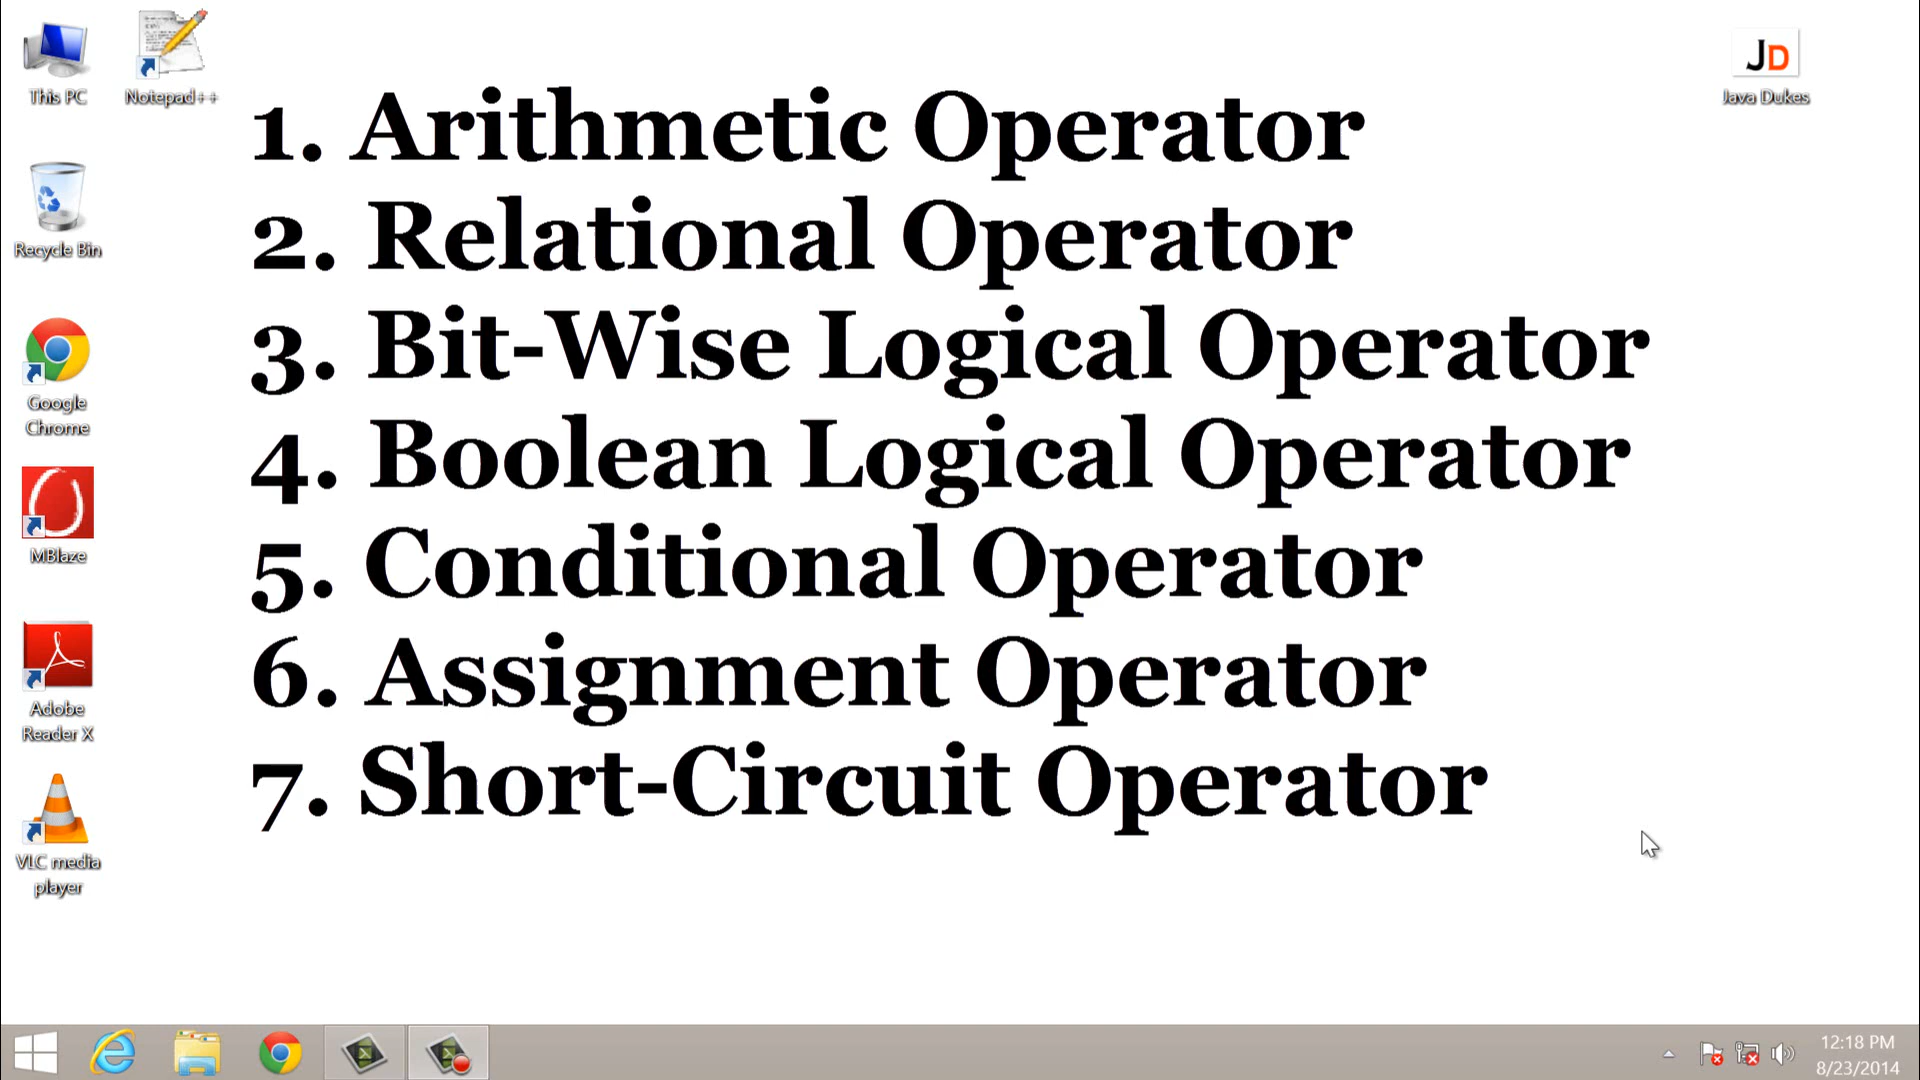 This PC
Notepad++
JD
Java Dukes
1. Arithmetic Operator
2. Relational Operator
3. Bit-Wise Logical Operator
4. Boolean Logical Operator
5. Conditional Operator
6. Assignment Operator
7. Short-Circuit Operator
Recycle Bin
Google
Chrome
MBlaze
Adobe
Reader X
VLC media
player
12:18 PM
8/23/2014